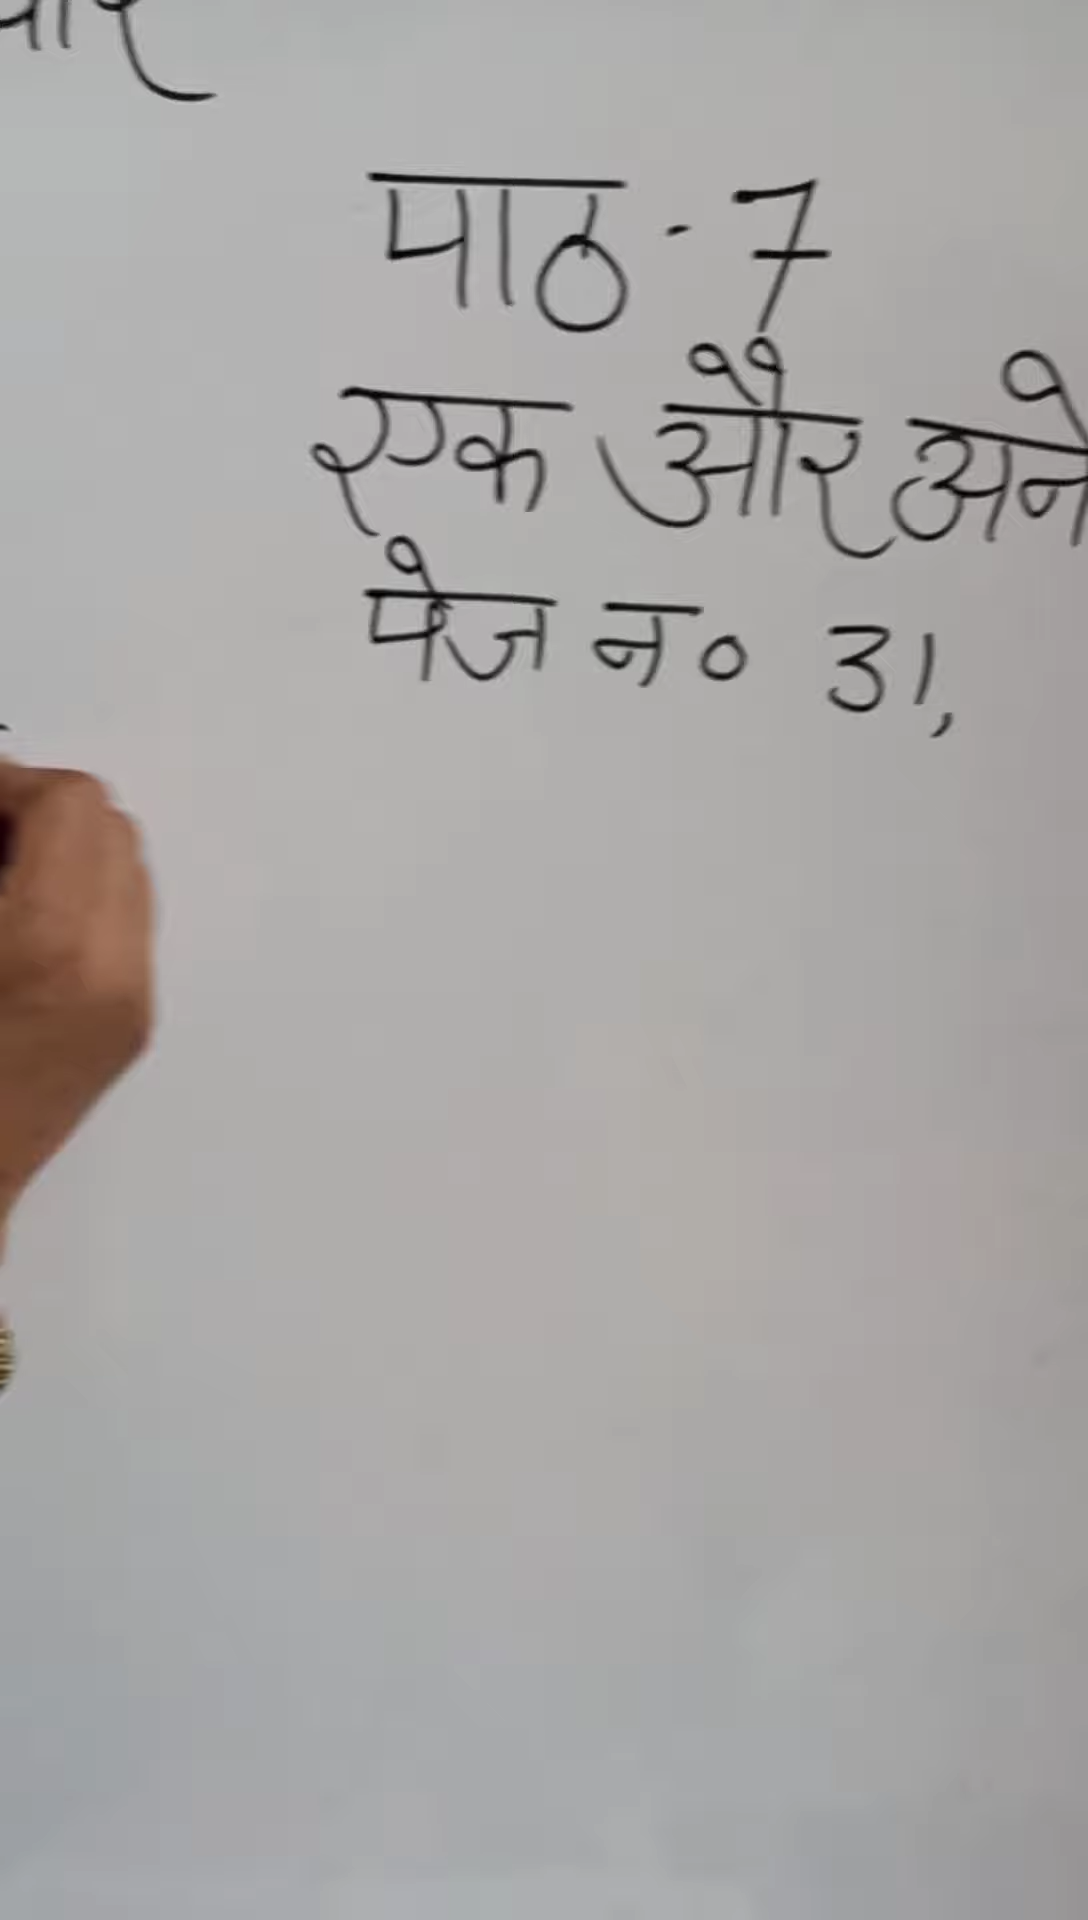 पाठ - 7
एक और अने
पेज न० 31,